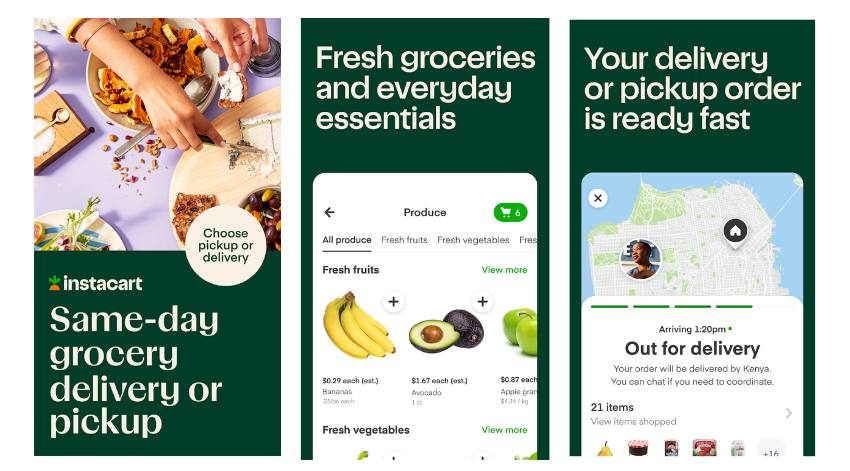 Choose
pickup or
delivery
instacart
Same-day
grocery
delivery or
pickup
Fresh groceries
and everyday
essentials
Produce
6
All produce Fresh fruits Fresh vegetables Fres
Fresh fruits View more
$0.29 each (est.) $1.67 each (est.) $0.87 each
Bananas Avocado Apple gran
.35lbs each 1 ct $4.34 / kg
Fresh vegetables View more
Your delivery
or pickup order
is ready fast
Arriving 1:20pm
Out for delivery
Your order will be delivered by Kenya.
You can chat if you need to coordinate.
21 items
View items shopped
+16